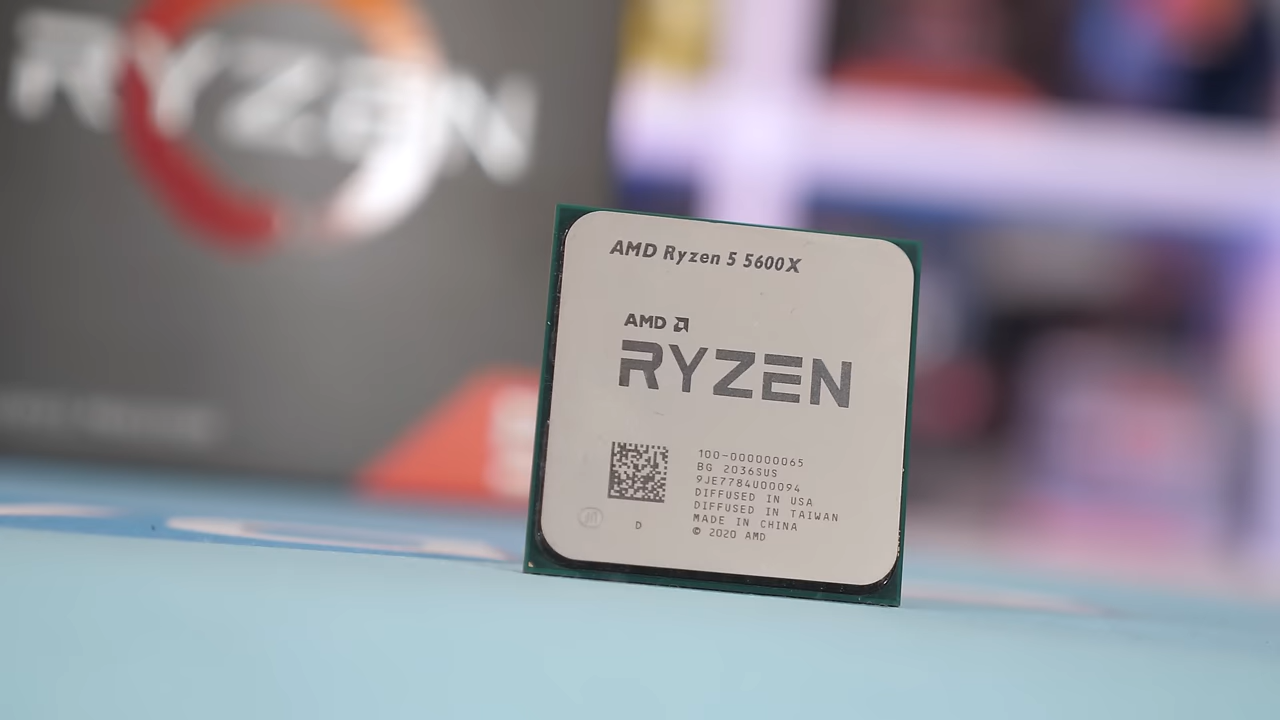 RYZEN
AMD Ryzen 5 5600X
AMD
RYZEN
100-000000065
BG 2036SUS
9JE7784U00094
DIFFUSED IN USA
DIFFUSED IN TAIWAN
MADE IN CHINA
© 2020 AMD
D